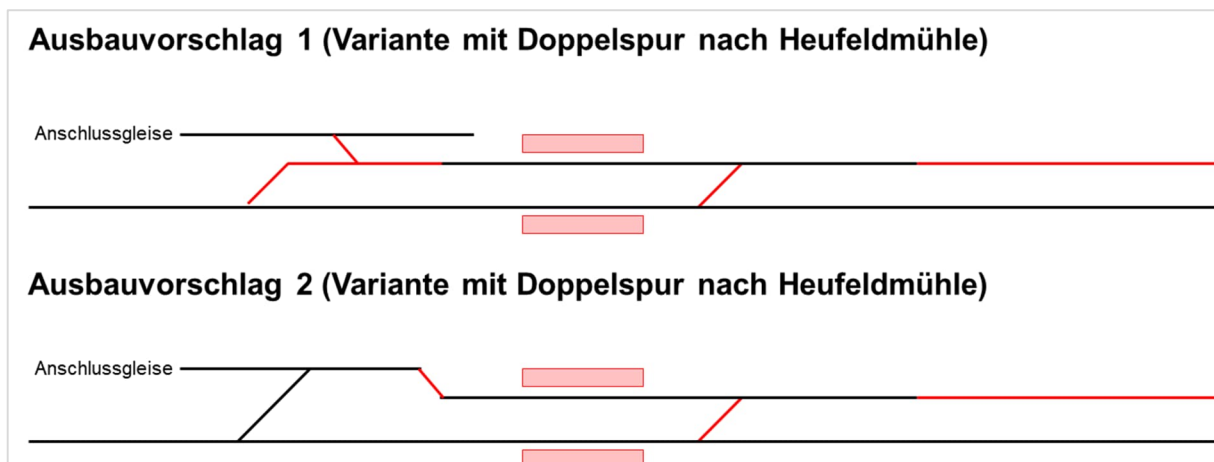 Ausbauvorschlag 1 (Variante mit Doppelspur nach Heufeldmühle)
Anschlussgleise
Ausbauvorschlag 2 (Variante mit Doppelspur nach Heufeldmühle)
Anschlussgleise